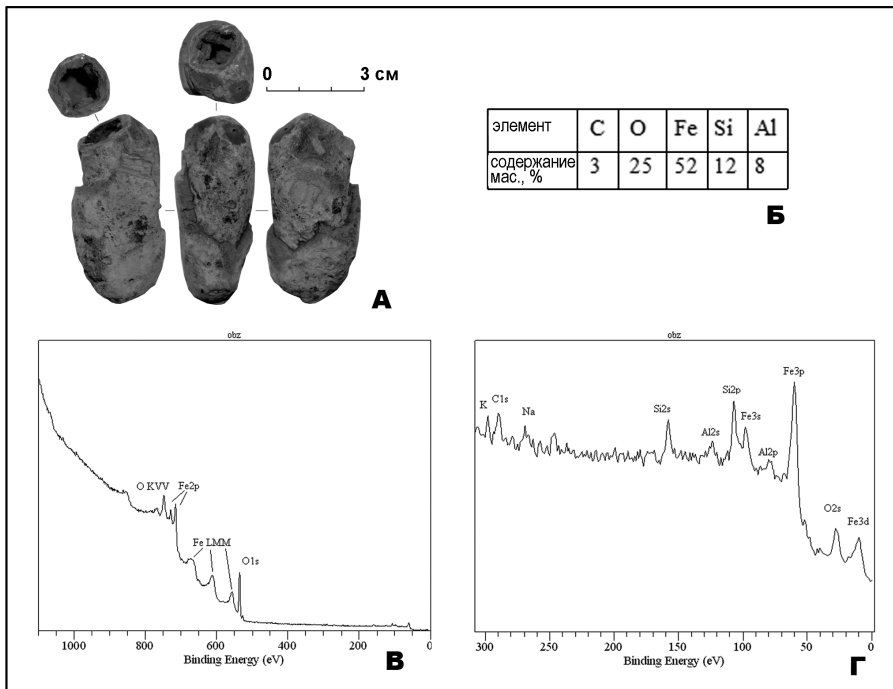 0 3 см
А
элемент C O Fe Si Al
содержание
мас., % 3 25 52 12 8
Б
obz
O KVV
Fe2p
Fe LMM
O1s
1000 800 600 400 200 0
Binding Energy (eV)
В
obz
K
C1s
Na
Si2s
Al2s
Si2p
Fe3s
Al2p
Fe3p
O2s
Fe3d
300 250 200 150 100 50 0
Binding Energy (eV)
Г